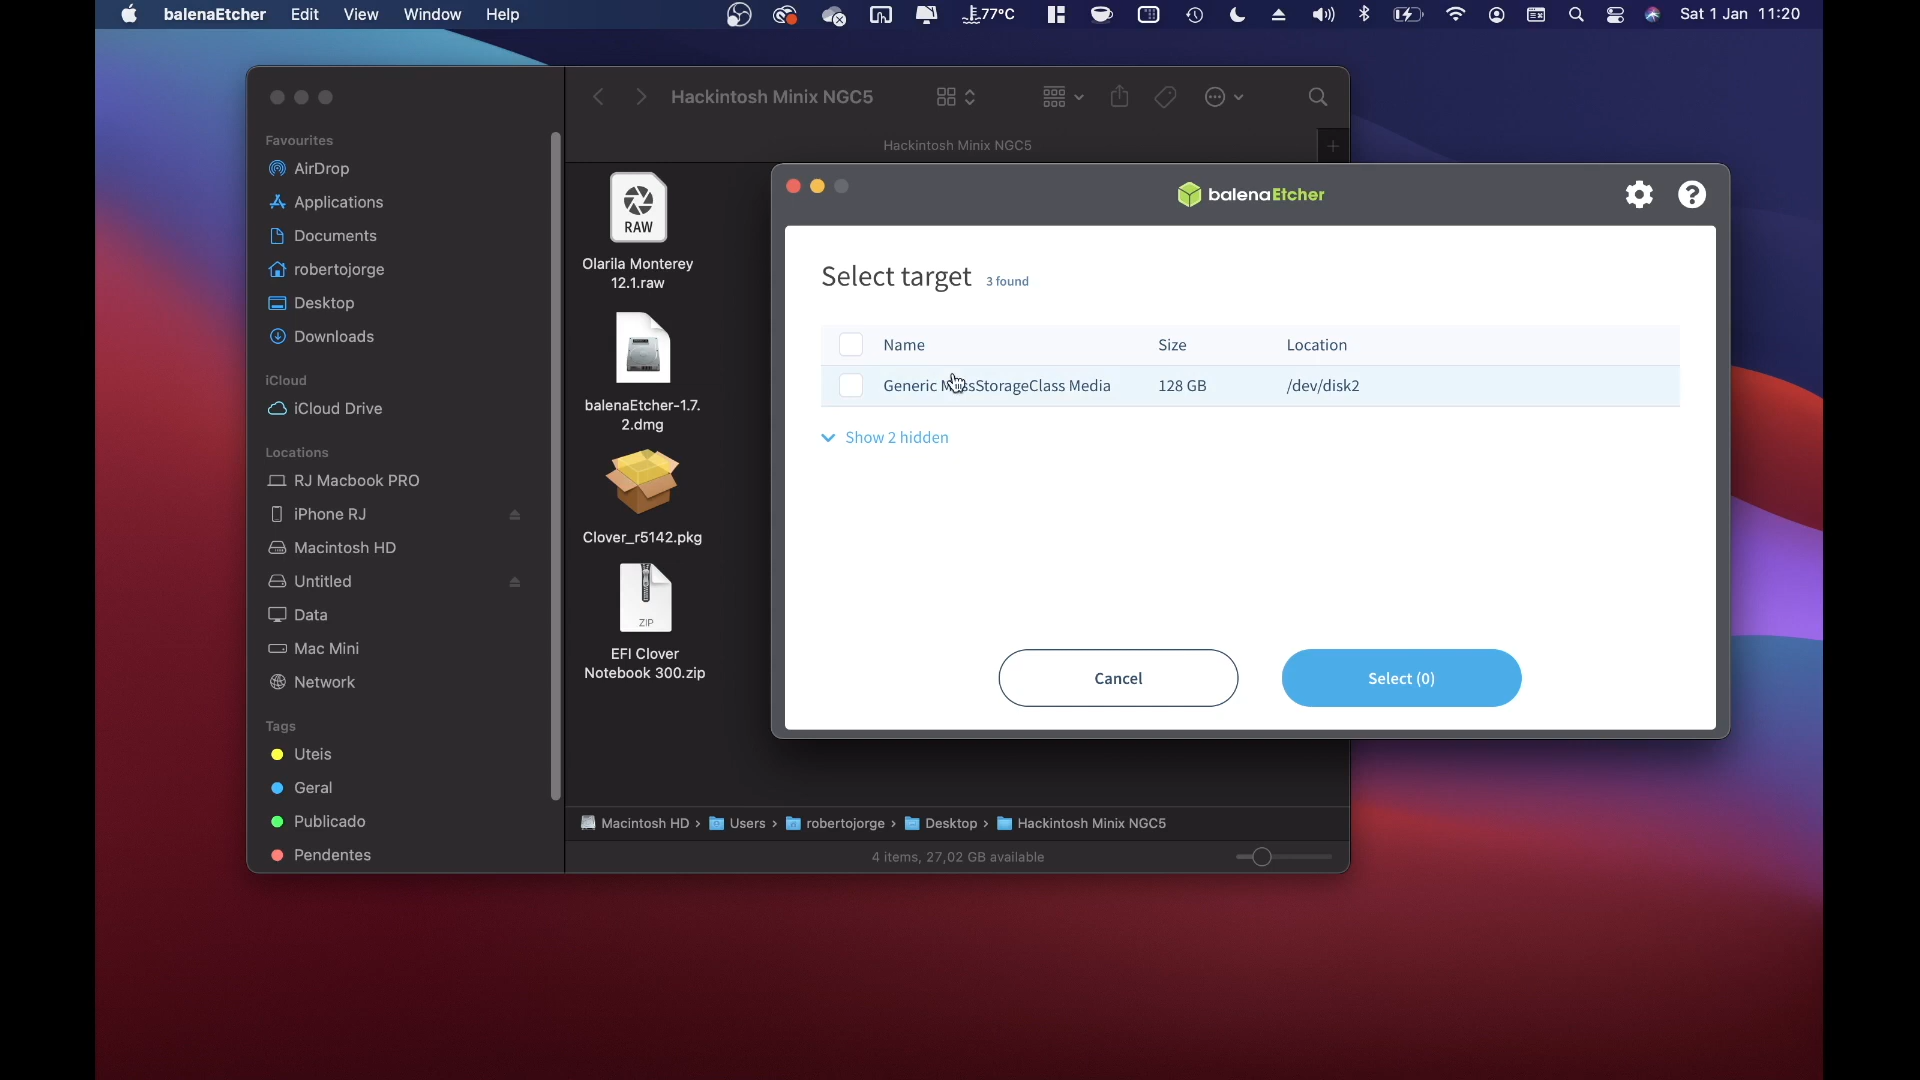 balenaEtcher Edit View Window Help 77°C Sat 1 Jan 11:20
Hackintosh Minix NGC5
Hackintosh Minix NGC5
Favourites
AirDrop
Applications
Documents
robertojorge
Desktop
Downloads
iCloud
iCloud Drive
Locations
RJ Macbook PRO
iPhone RJ
Macintosh HD
Untitled
Data
Mac Mini
Network
Tags
Uteis
Geral
Publicado
Pendentes
RAW
Olarila Monterey
12.1.raw
balenaEtcher-1.7.
2.dmg
Clover_r5142.pkg
ZIP
EFI Clover
Notebook 300.zip
balenaEtcher
Select target 3 found
Name Size Location
Generic MassStorageClass Media 128 GB /dev/disk2
Show 2 hidden
Cancel Select (0)
Macintosh HD › Users › robertojorge › Desktop › Hackintosh Minix NGC5
4 items, 27,02 GB available